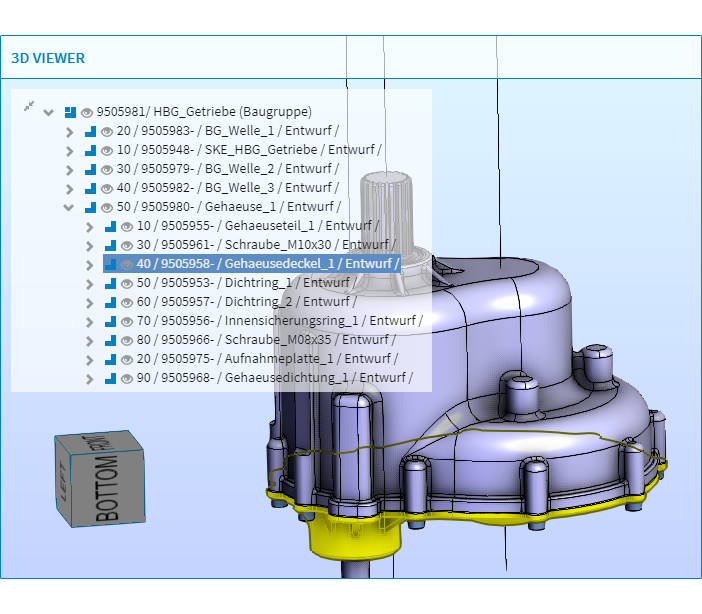 3D VIEWER
9505981/ HBG_Getriebe (Baugruppe)
20 / 9505983- / BG_Welle_1 / Entwurf /
10 / 9505948- / SKE_HBG_Getriebe / Entwurf /
30 / 9505979- / BG_Welle_2 / Entwurf /
40 / 9505982- / BG_Welle_3 / Entwurf /
50 / 9505980- / Gehaeuse_1 / Entwurf /
10 / 9505955- / Gehaeuseteil_1 / Entwurf /
30 / 9505961- / Schraube_M10x30 / Entwurf /
40 / 9505958- / Gehaeusedeckel_1 / Entwurf /
50 / 9505953- / Dichtring_1 / Entwurf /
60 / 9505957- / Dichtring_2 / Entwurf /
70 / 9505956- / Innensicherungsring_1 / Entwurf /
80 / 9505966- / Schraube_M08x35 / Entwurf /
20 / 9505975- / Aufnahmeplatte_1 / Entwurf /
90 / 9505968- / Gehaeusedichtung_1 / Entwurf /
LEFT
BOTTOM
FRONT